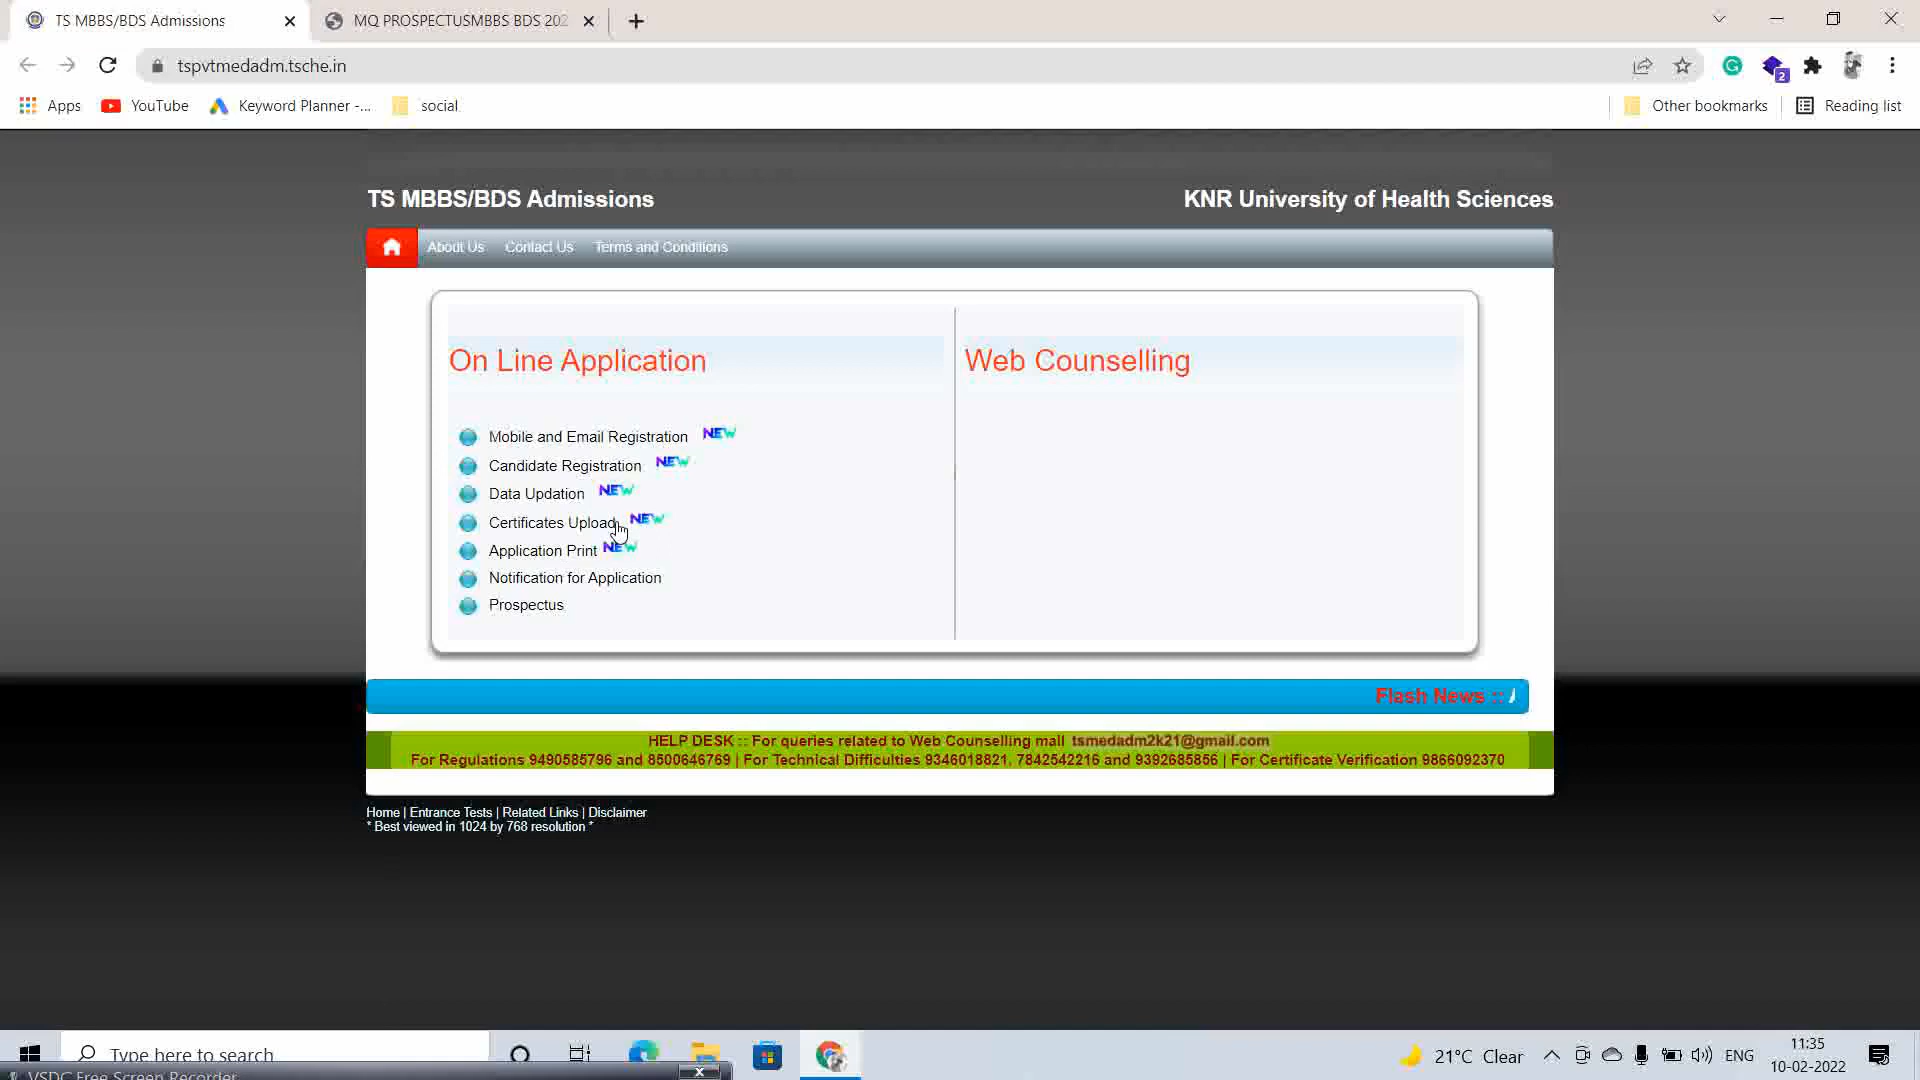 TS MBBS/BDS Admissions
MQ PROSPECTUSMBBS BDS 202
tspvtmedadm.tsche.in
2
Apps
YouTube
Keyword Planner -...
social
Other bookmarks
Reading list
TS MBBS/BDS Admissions
KNR University of Health Sciences
About Us
Contact Us
Terms and Conditions
On Line Application
Web Counselling
Mobile and Email Registration NEW
Candidate Registration NEW
Data Updation NEW
Certificates Upload NEW
Application Print NEW
Notification for Application
Prospectus
Flash News ::
HELP DESK :: For queries related to Web Counselling mail tsmedadm2k21@gmail.com
For Regulations 9490585796 and 8500646769 | For Technical Difficulties 9346018821, 7842542216 and 9392685856 | For Certificate Verification 9866092370
Home | Entrance Tests | Related Links | Disclaimer
* Best viewed in 1024 by 768 resolution *
Type here to search
21°C Clear
ENG
11:35
10-02-2022
VSDC Free Screen Recorder